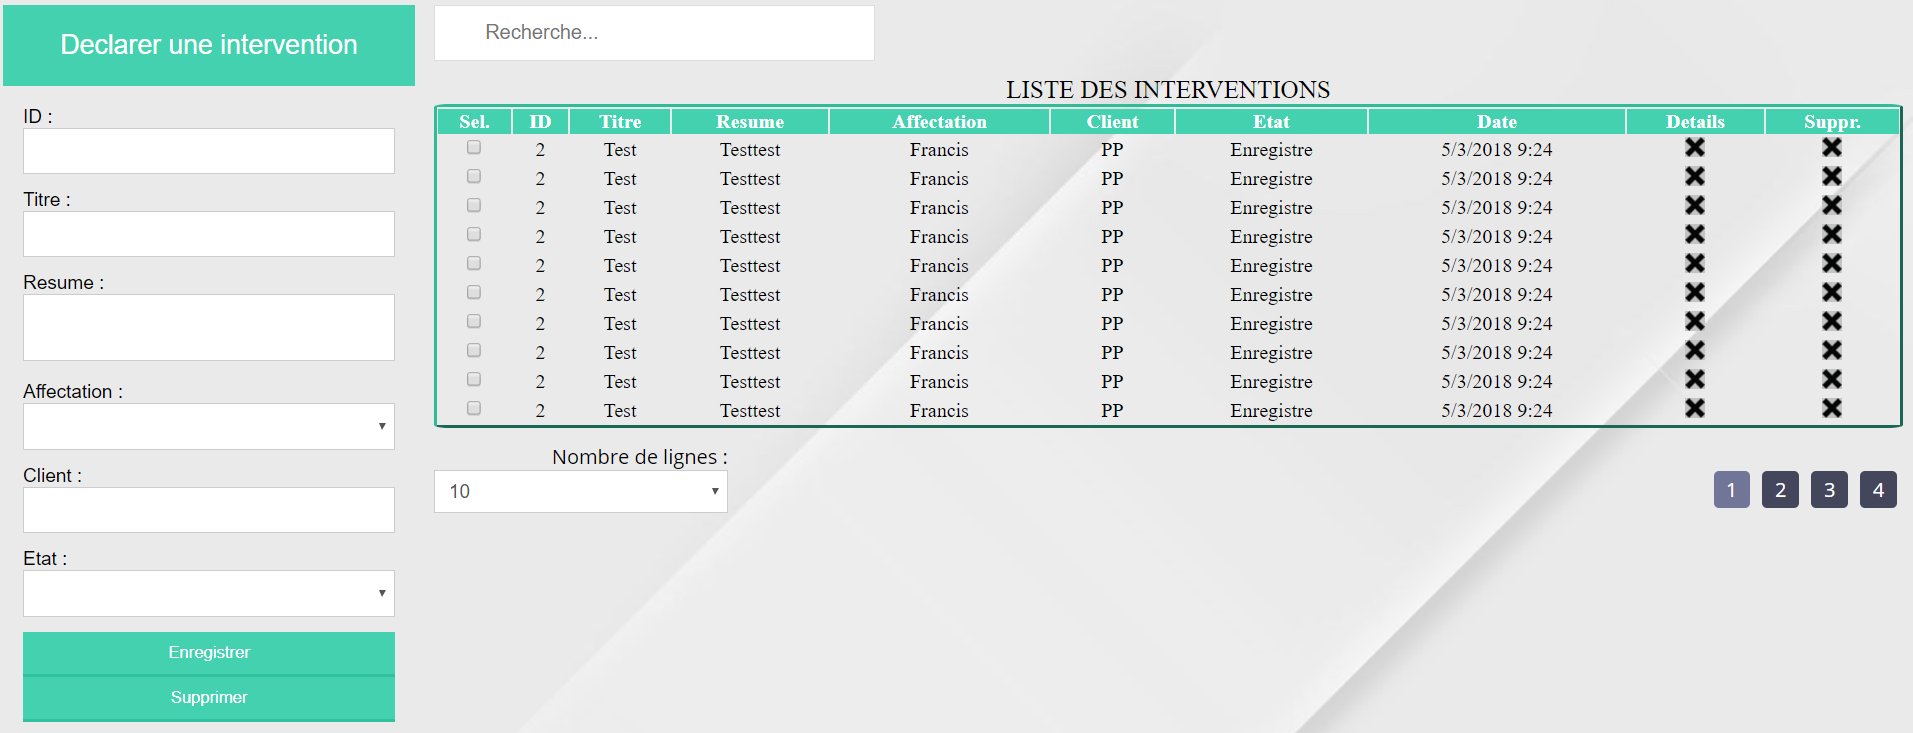 Declarer une intervention
ID :
Titre :
Resume :
Affectation :
Client :
Etat :
Enregistrer
Supprimer
Recherche...
LISTE DES INTERVENTIONS
Sel. ID Titre Resume Affectation Client Etat Date Details Suppr.
2 Test Testtest Francis PP Enregistre 5/3/2018 9:24
2 Test Testtest Francis PP Enregistre 5/3/2018 9:24
2 Test Testtest Francis PP Enregistre 5/3/2018 9:24
2 Test Testtest Francis PP Enregistre 5/3/2018 9:24
2 Test Testtest Francis PP Enregistre 5/3/2018 9:24
2 Test Testtest Francis PP Enregistre 5/3/2018 9:24
2 Test Testtest Francis PP Enregistre 5/3/2018 9:24
2 Test Testtest Francis PP Enregistre 5/3/2018 9:24
2 Test Testtest Francis PP Enregistre 5/3/2018 9:24
2 Test Testtest Francis PP Enregistre 5/3/2018 9:24
Nombre de lignes :
10
1 2 3 4